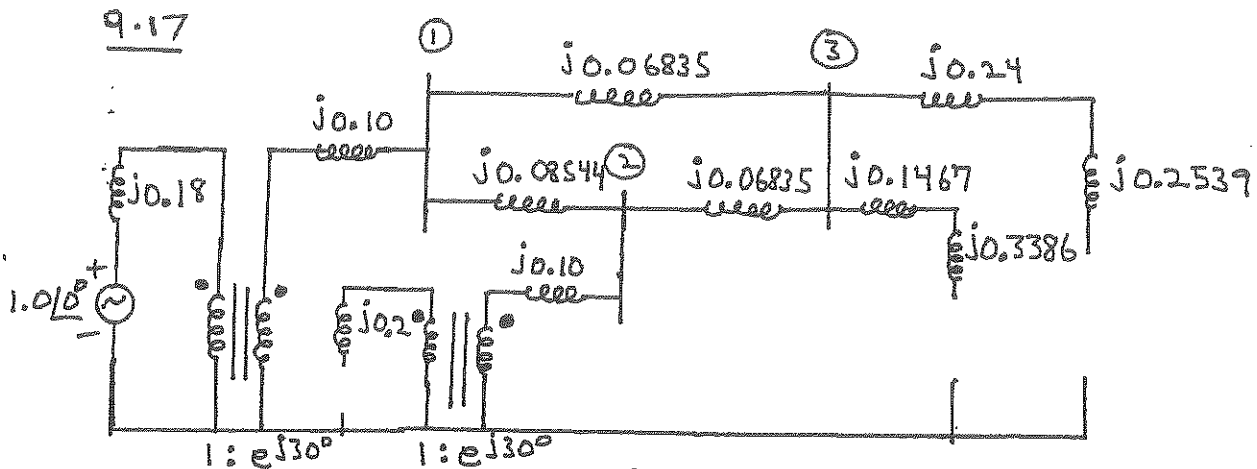 9.17
①
③
j0.06835
j0.24
j0.10
j0.08544
②
j0.06835
j0.1467
j0.2539
j0.18
j0.3386
j0.10
+
1.0/0°
j0.2
-
1 : e^j30°
1 : e^j30°